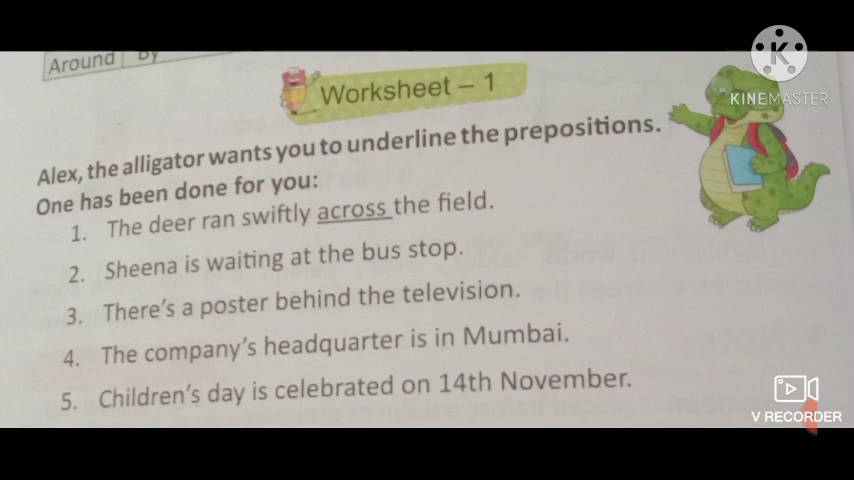 Around By
Worksheet – 1
KINEMASTER
Alex, the alligator wants you to underline the prepositions.
One has been done for you:
1. The deer ran swiftly across the field.
2. Sheena is waiting at the bus stop.
3. There's a poster behind the television.
4. The company's headquarter is in Mumbai.
5. Children's day is celebrated on 14th November.
V RECORDER